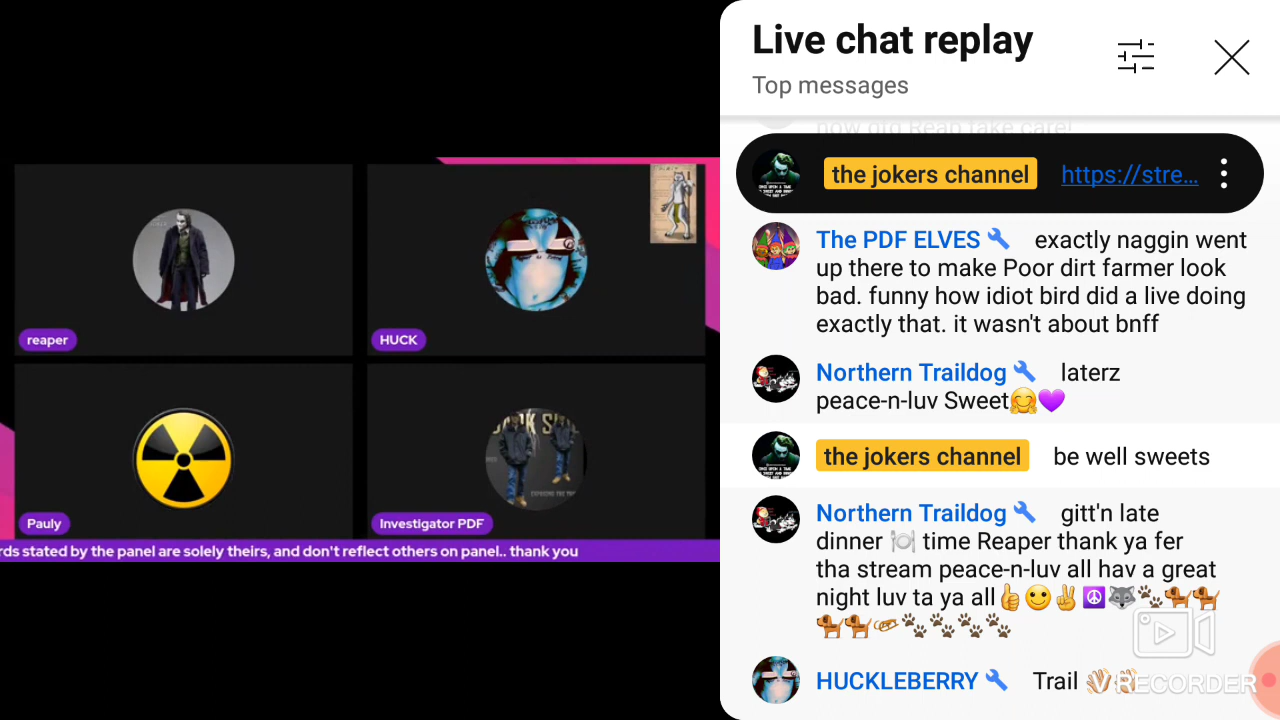 Live chat replay
Top messages
now gfg Reap take care!
the jokers channel https://stre...
The PDF ELVES exactly naggin went
up there to make Poor dirt farmer look
bad. funny how idiot bird did a live doing
exactly that. it wasn't about bnff
Northern Traildog laterz
peace-n-luv Sweet🤗💜
the jokers channel be well sweets
Northern Traildog gitt'n late
dinner 🍽 time Reaper thank ya fer
tha stream peace-n-luv all hav a great
night luv ta ya all👍🙂✌☮🐺🐾🐕🐕
🐕🐕🪢🐾🐾🐾🐾
HUCKLEBERRY Trail 👋👋
reaper
HUCK
Pauly
Investigator PDF
rds stated by the panel are solely theirs, and don't reflect others on panel.. thank you
V RECORDER